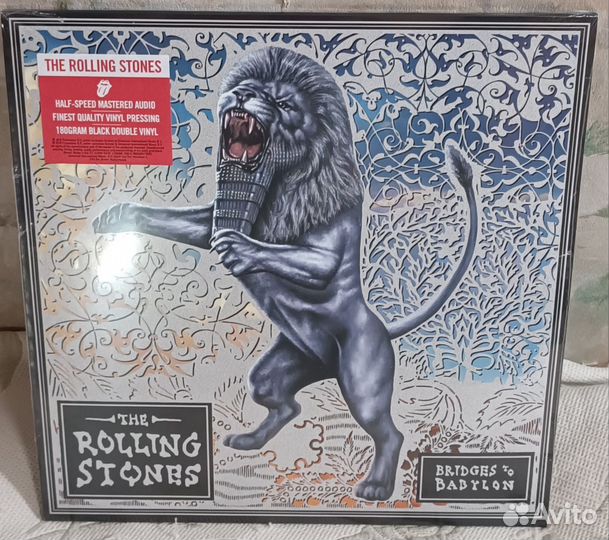 THE ROLLING STONES
HALF-SPEED MASTERED AUDIO
FINEST QUALITY VINYL PRESSING
180GRAM BLACK DOUBLE VINYL
THE
ROLLING
STONES
BRIDGES TO
BABYLON
Avito